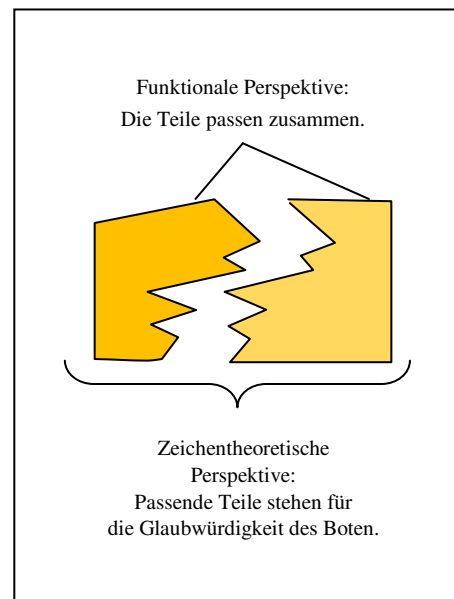 Funktionale Perspektive:
Die Teile passen zusammen.
Zeichentheoretische
Perspektive:
Passende Teile stehen für
die Glaubwürdigkeit des Boten.